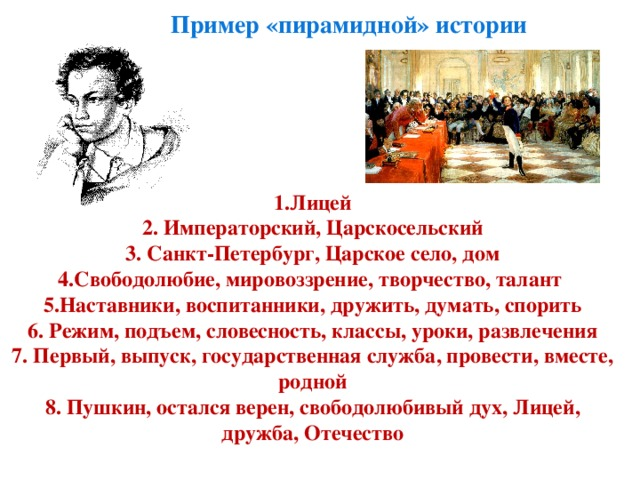 Пример «пирамидной» истории
1.Лицей
2. Императорский, Царскосельский
3. Санкт-Петербург, Царское село, дом
4.Свободолюбие, мировоззрение, творчество, талант
5.Наставники, воспитанники, дружить, думать, спорить
6. Режим, подъем, словесность, классы, уроки, развлечения
7. Первый, выпуск, государственная служба, провести, вместе,
родной
8. Пушкин, остался верен, свободолюбивый дух, Лицей,
дружба, Отечество